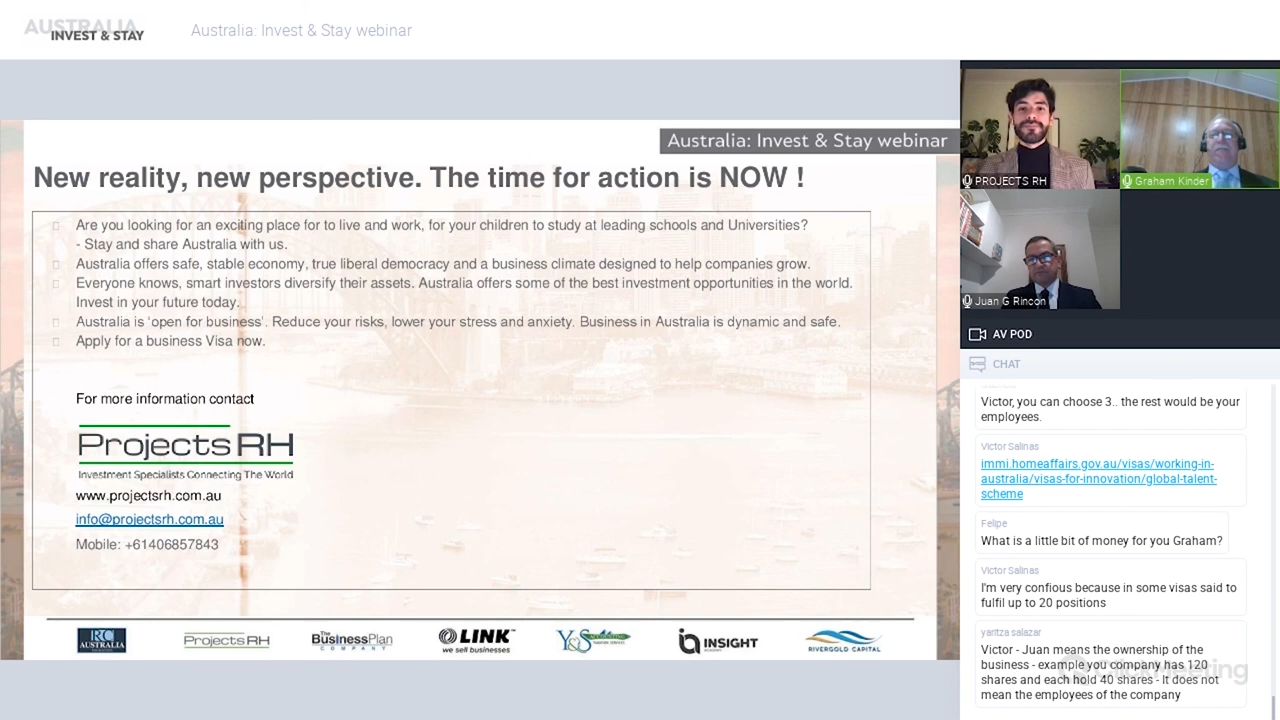 AUSTRALIA
INVEST & STAY
Australia: Invest & Stay webinar
Australia: Invest & Stay webinar
New reality, new perspective. The time for action is NOW !
Are you looking for an exciting place for to live and work, for your children to study at leading schools and Universities?
- Stay and share Australia with us.
Australia offers safe, stable economy, true liberal democracy and a business climate designed to help companies grow.
Everyone knows, smart investors diversify their assets. Australia offers some of the best investment opportunities in the world.
Invest in your future today.
Australia is ‘open for business’. Reduce your risks, lower your stress and anxiety. Business in Australia is dynamic and safe.
Apply for a business Visa now.
For more information contact
Projects RH
Investment Specialists Connecting The World
www.projectsrh.com.au
info@projectsrh.com.au
Mobile: +61406857843
RC
AUSTRALIA
Projects RH
The
BusinessPlan
COMPANY
LINK
we sell businesses
Y&S
INSIGHT
RIVERGOLD CAPITAL
PROJECTS RH
Graham Kinder
Juan G Rincon
AV POD
CHAT
Victor, you can choose 3.. the rest would be your
employees.
Victor Salinas
immi.homeaffairs.gov.au/visas/working-in-
australia/visas-for-innovation/global-talent-
scheme
Felipe
What is a little bit of money for you Graham?
Victor Salinas
I'm very confious because in some visas said to
fulfil up to 20 positions
yaritza salazar
Victor - Juan means the ownership of the
business - example you company has 120
shares and each hold 40 shares - It does not
mean the employees of the company
ClickMeeting